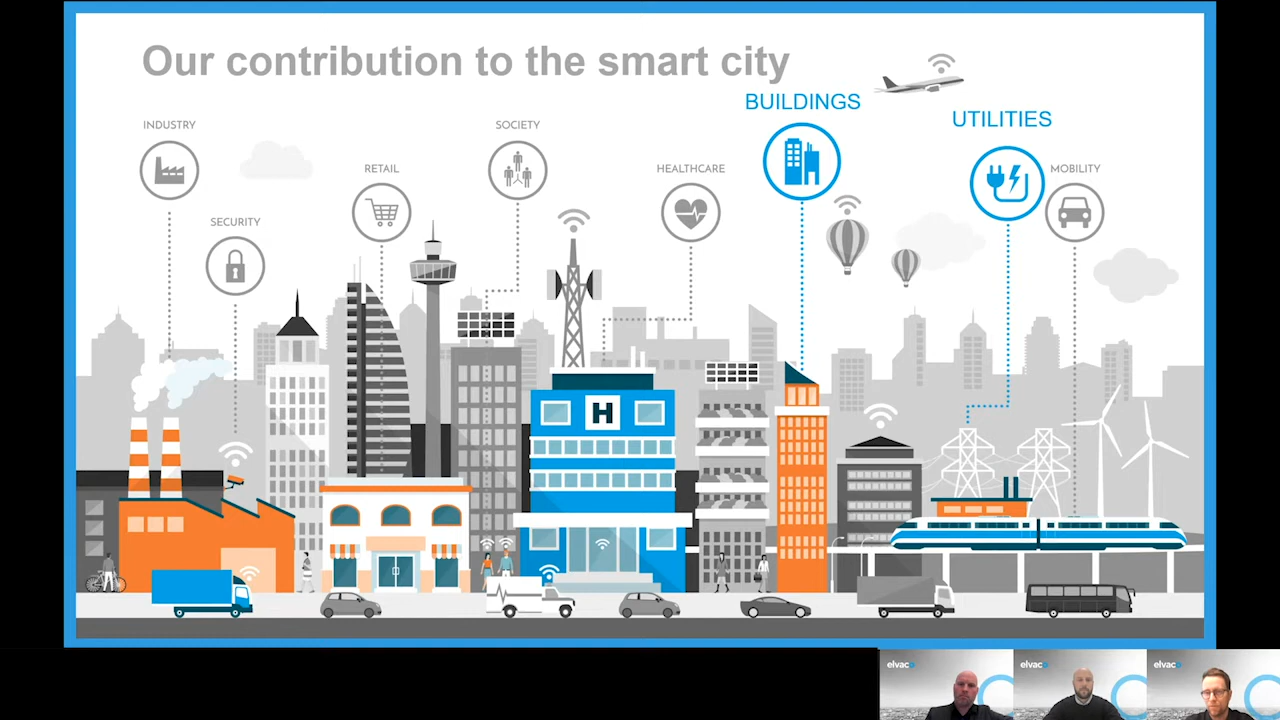 Our contribution to the smart city
BUILDINGS
UTILITIES
INDUSTRY
SOCIETY
RETAIL
HEALTHCARE
MOBILITY
SECURITY
H
elvaco
elvaco
elvaco